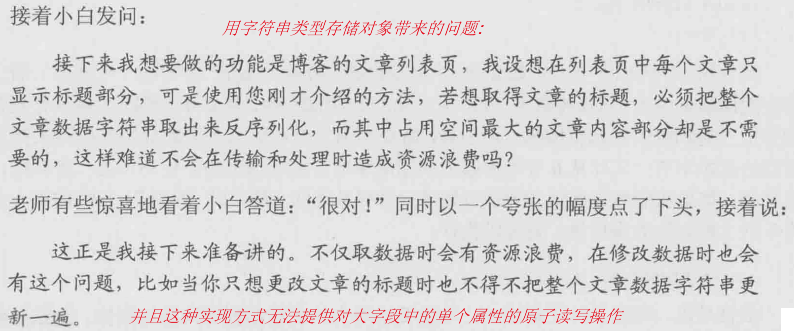 接着小白发问：
用字符串类型存储对象带来的问题:
接下来我想要做的功能是博客的文章列表页，我设想在列表页中每个文章只
显示标题部分，可是使用您刚才介绍的方法，若想取得文章的标题，必须把整个
文章数据字符串取出来反序列化，而其中占用空间最大的文章内容部分却是不需
要的，这样难道不会在传输和处理时造成资源浪费吗？
老师有些惊喜地看着小白答道：“很对！”同时以一个夸张的幅度点了下头，接着说：
这正是我接下来准备讲的。不仅取数据时会有资源浪费，在修改数据时也会
有这个问题，比如当你只想更改文章的标题时也不得不把整个文章数据字符串更
新一遍。
并且这种实现方式无法提供对大字段中的单个属性的原子读写操作